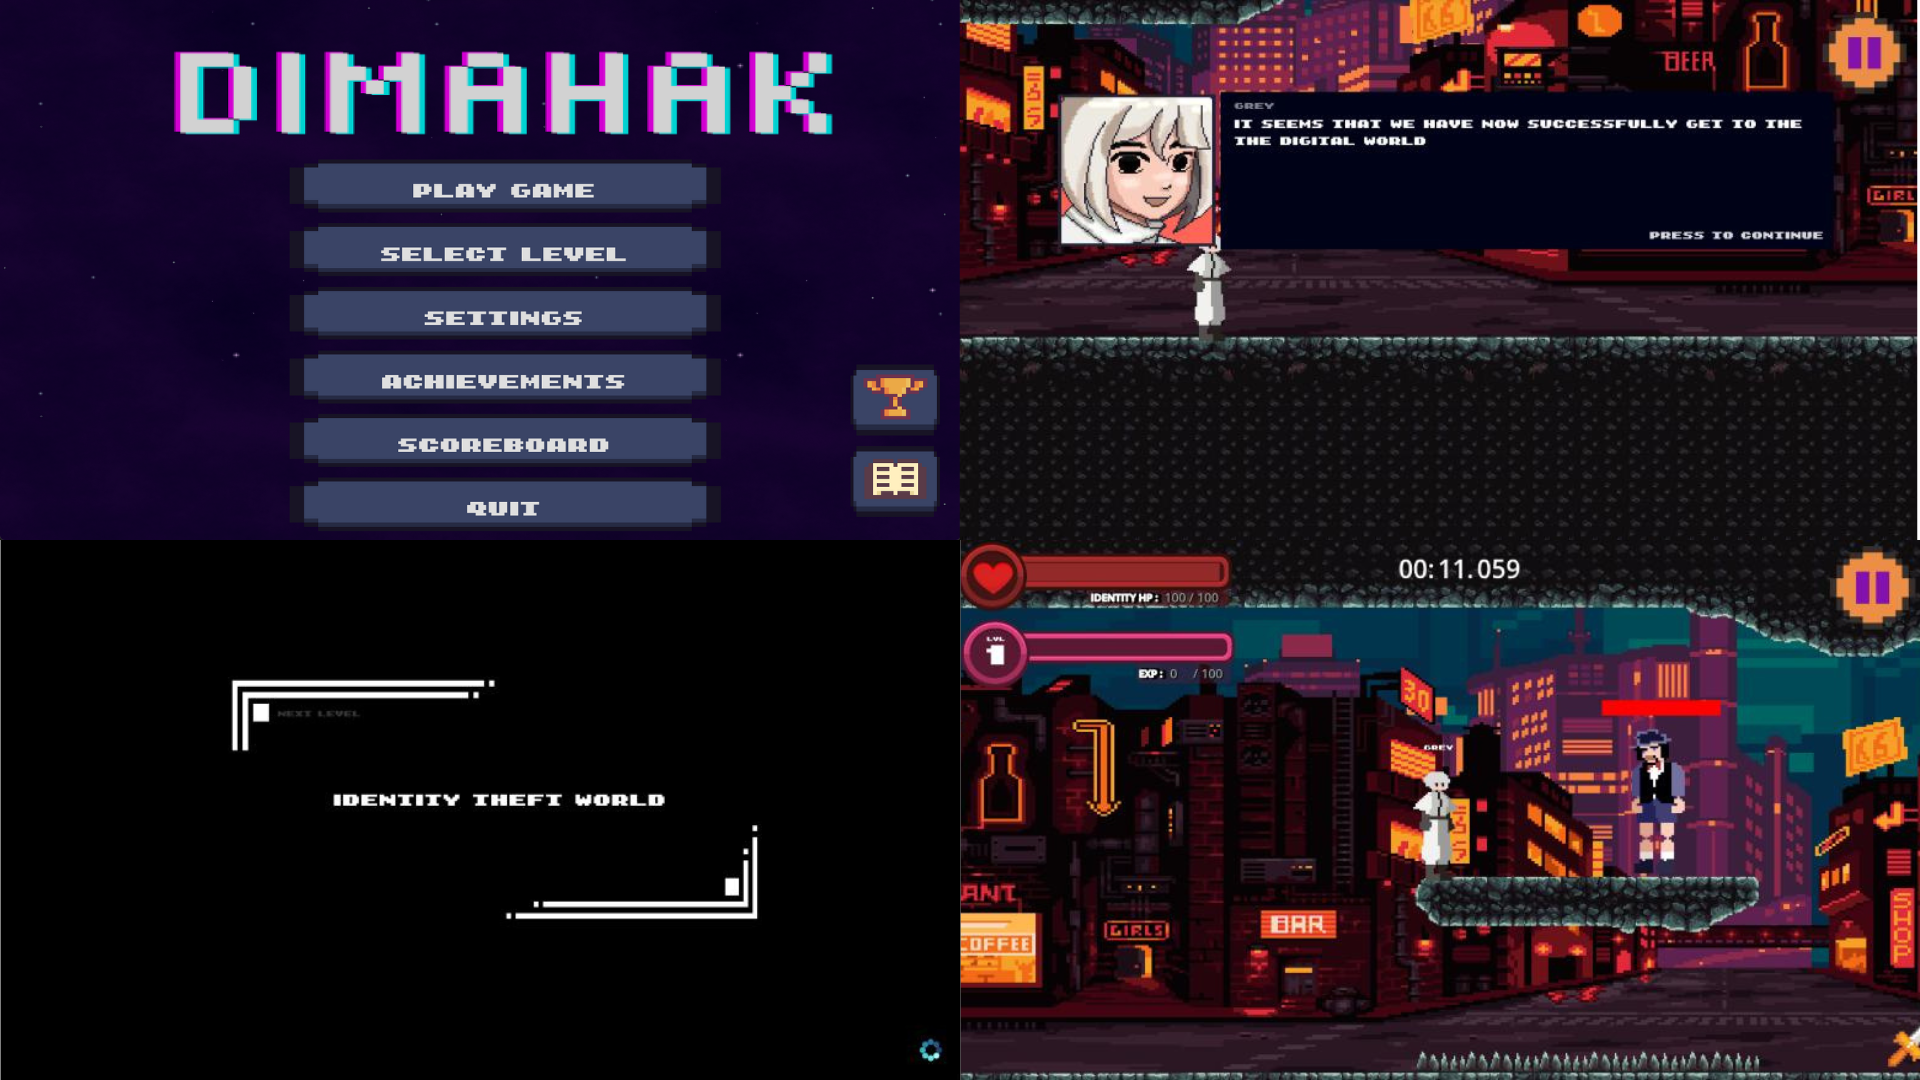 DIMAHAK
PLAY GAME
SELECT LEVEL
SETTINGS
ACHIEVEMENTS
SCOREBOARD
QUIT
BEER
GIRL
GREY
IT SEEMS THAT WE HAVE NOW SUCCESSFULLY GET TO THE
THE DIGITAL WORLD
PRESS TO CONTINUE
NEXT LEVEL
IDENTITY THEFT WORLD
00:11.059
IDENTITY HP : 100 / 100
LVL
1
EXP : 0 / 100
30
GREY
ANT
COFFEE
GIRLS
BAR
SHOP